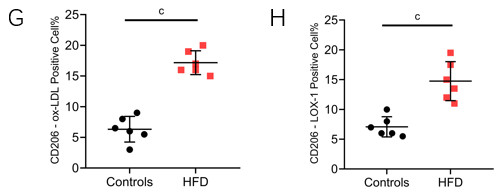 G
c
CD206 - ox-LDL Positive Cell%
25
20
15
10
5
0
Controls
HFD
H
c
CD206 - LOX-1 Positive Cell%
25
20
15
10
5
0
Controls
HFD